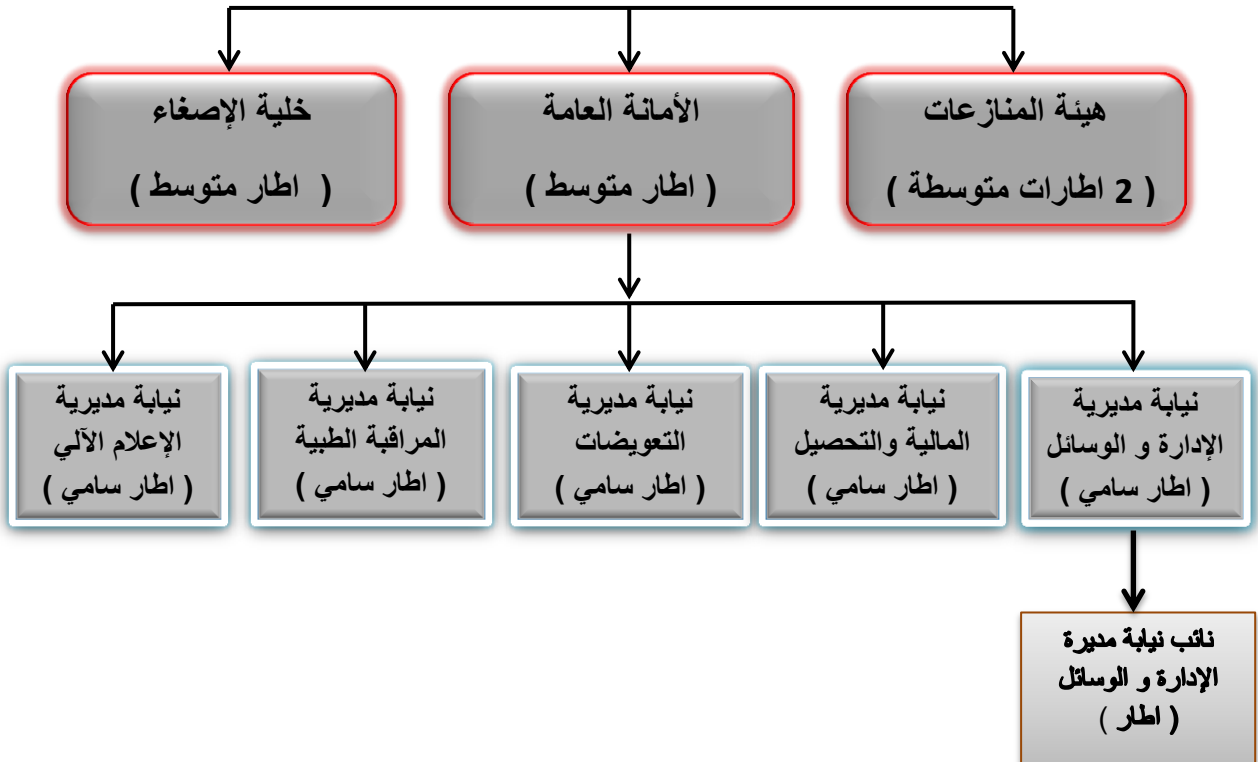 هيئة المنازعات
( 2 اطارات متوسطة )
الأمانة العامة
( اطار متوسط )
خلية الإصغاء
( اطار متوسط )
نيابة مديرية
الإدارة و الوسائل
( اطار سامي )
نيابة مديرية
المالية والتحصيل
( اطار سامي )
نيابة مديرية
التعويضات
( اطار سامي )
نيابة مديرية
المراقبة الطبية
( اطار سامي )
نيابة مديرية
الإعلام الآلي
( اطار سامي )
نائب نيابة مديرة
الإدارة و الوسائل
( اطار )